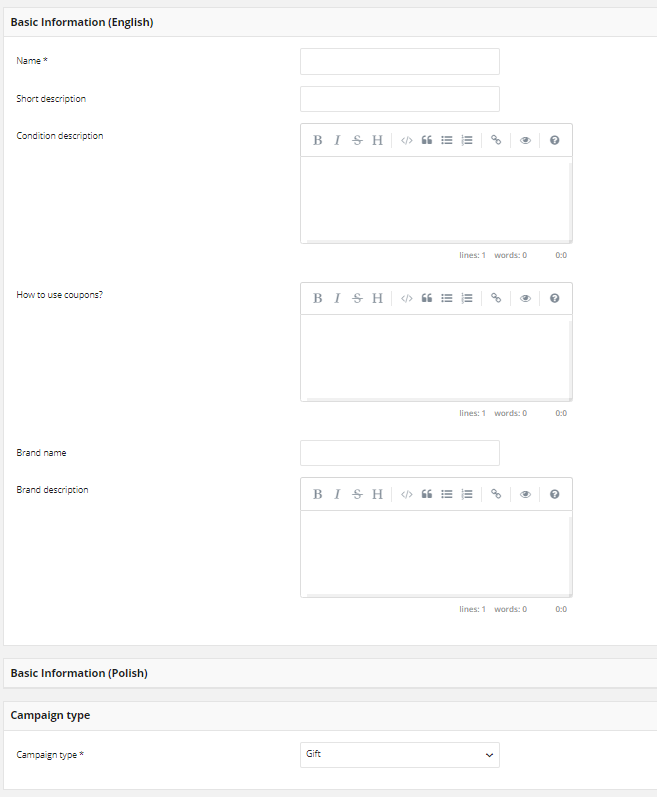 Basic Information (English)
Name *
Short description
Condition description
B I S H
lines: 1 words: 0 0:0
How to use coupons?
B I S H
lines: 1 words: 0 0:0
Brand name
Brand description
B I S H
lines: 1 words: 0 0:0
Basic Information (Polish)
Campaign type
Campaign type *
Gift